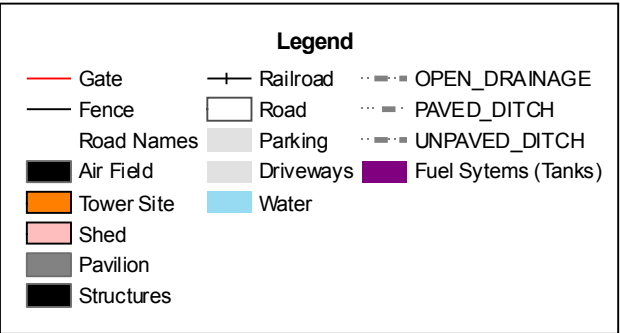 Legend
Gate
Fence
Road Names
Air Field
Tower Site
Shed
Pavilion
Structures
Railroad
Road
Parking
Driveways
Water
OPEN_DRAINAGE
PAVED_DITCH
UNPAVED_DITCH
Fuel Sytems (Tanks)